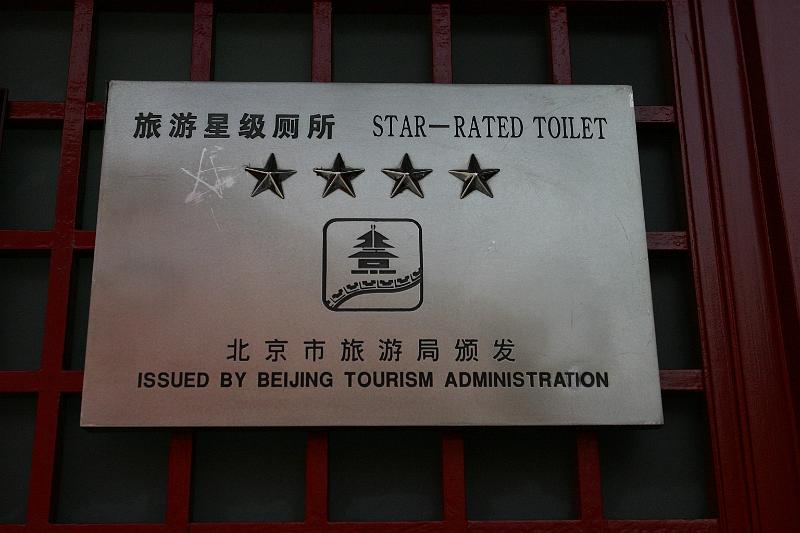 旅游星级厕所 STAR—RATED TOILET
北京市旅游局颁发
ISSUED BY BEIJING TOURISM ADMINISTRATION